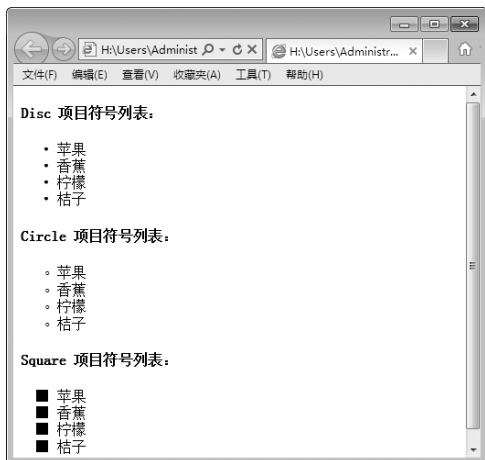 H:\Users\Administ
H:\Users\Administr...
文件(F) 编辑(E) 查看(V) 收藏夹(A) 工具(T) 帮助(H)
Disc 项目符号列表：
• 苹果
• 香蕉
• 柠檬
• 桔子
Circle 项目符号列表：
◦ 苹果
◦ 香蕉
◦ 柠檬
◦ 桔子
Square 项目符号列表：
■ 苹果
■ 香蕉
■ 柠檬
■ 桔子